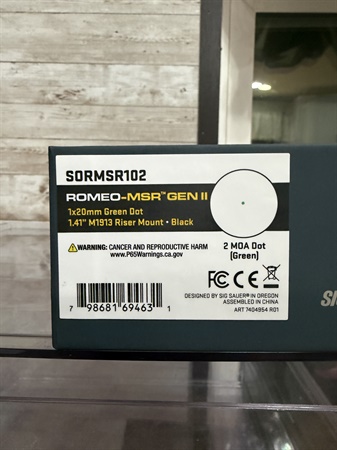 SORMSR102
ROMEO-MSR™ GEN II
1x20mm Green Dot
1.41" M1913 Riser Mount • Black
WARNING: CANCER AND REPRODUCTIVE HARM
www.P65Warnings.ca.gov
2 MOA Dot
(Green)
7 98681 69463 1
FC CE
DESIGNED BY SIG SAUER® IN OREGON
ASSEMBLED IN CHINA
ART 7404954 R01